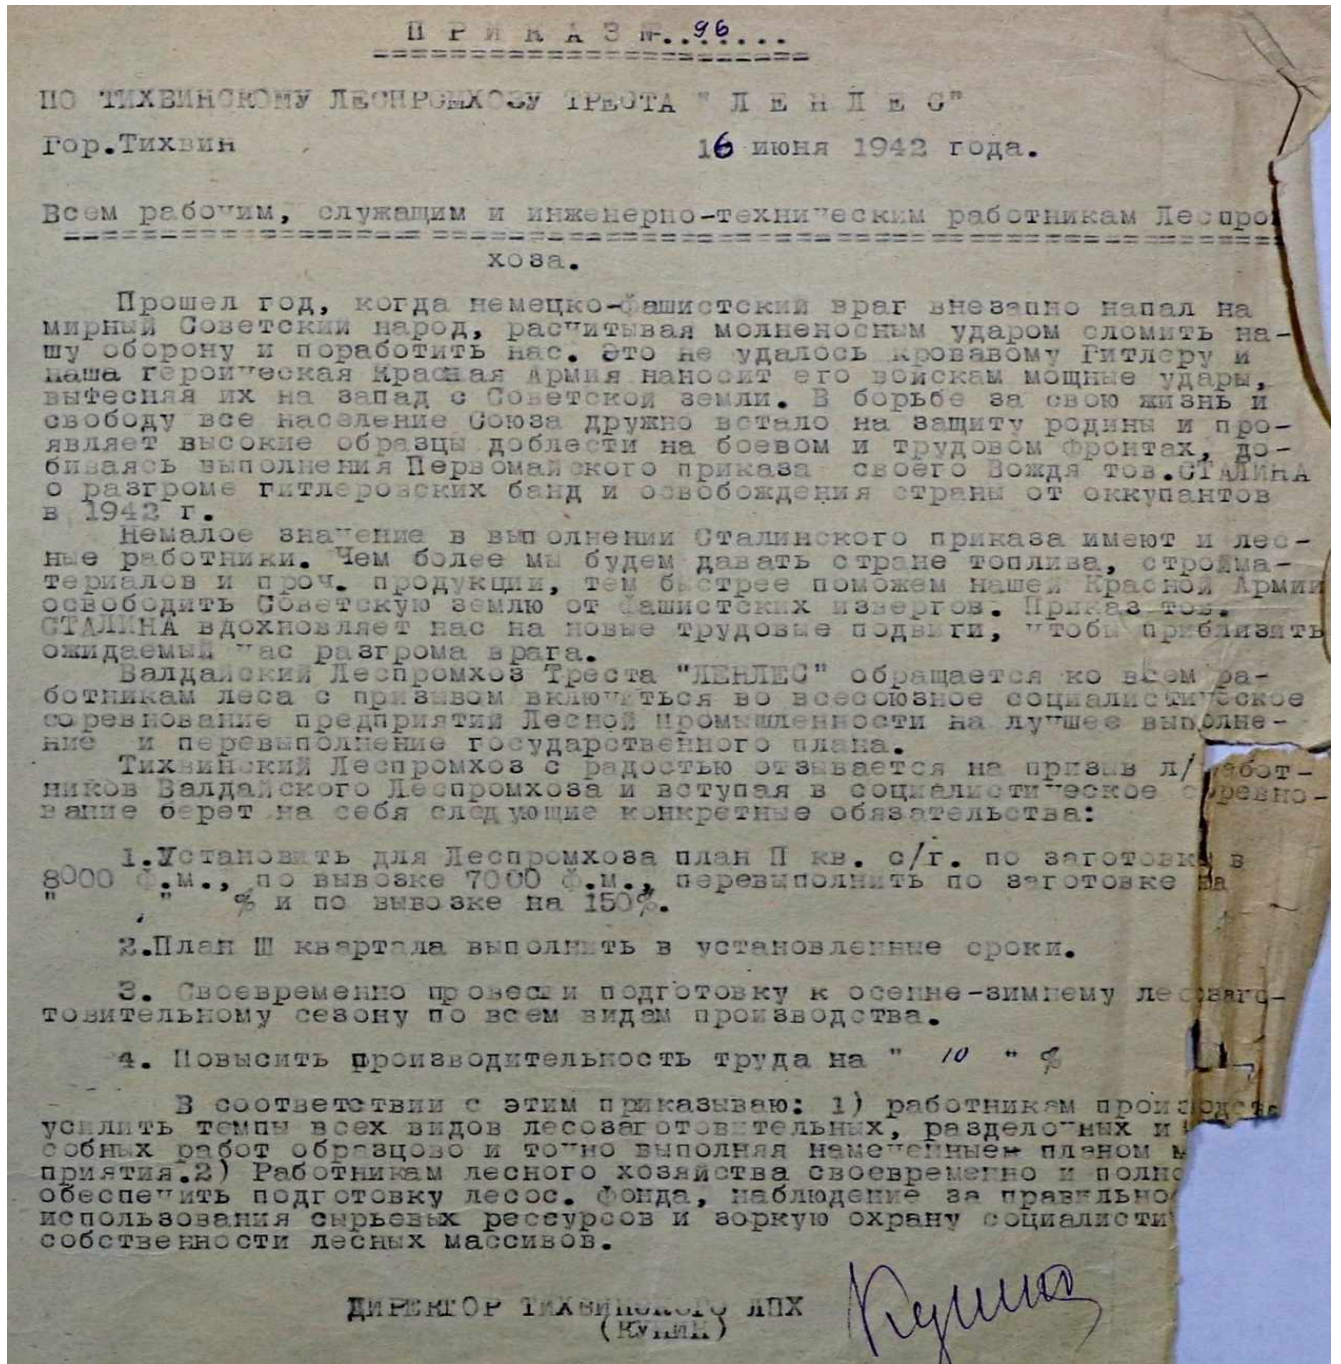 П Р И К А З №..96....
ПО ТИХВИНСКОМУ ЛЕСПРОМХОЗУ ТРЕСТА "Л Е Н Л Е С"
гор.Тихвин 16 июня 1942 года.
Всем рабочим, служащим и инженерно-техническим работникам Леспром
хоза.
Прошел год, когда немецко-фашистский враг внезапно напал на
мирный Советский народ, расчитывая молненосным ударом сломить на-
шу оборону и поработить нас. Это не удалось кровавому Гитлеру и
наша героическая Красная Армия наносит его войскам мощные удары,
вытесняя их на запад с Советской земли. В борьбе за свою жизнь и
свободу все население Союза дружно встало на защиту родины и про-
являет высокие образцы доблести на боевом и трудовом фронтах, до-
биваясь выполнения Первомайского приказа своего Вождя тов.СТАЛИНА
о разгроме гитлеровских банд и освобождения страны от оккупантов
в 1942 г.
Немалое значение в выполнении Сталинского приказа имеют и лес-
ные работники. Чем более мы будем давать стране топлива, стройма-
териалов и проч. продукции, тем быстрее поможем нашей Красной Армии
освободить Советскую землю от фашистских извергов. Приказ тов.
СТАЛИНА вдохновляет нас на новые трудовые подвиги, чтобы приблизить
ожидаемый час разгрома врага.
Валдайский Леспромхоз Треста "ЛЕНЛЕС" обращается ко всем ра-
ботникам леса с призывом включиться во всесоюзное социалистическое
соревнование предприятий Лесной промышленности на лучшее выполне-
ние и перевыполнение государственного плана.
Тихвинский Леспромхоз с радостью отзывается на призыв л/работ-
ников Валдайского Леспромхоза и вступая в социалистическое соревно-
вание берет на себя следующие конкретные обязательства:
1.Установить для Леспромхоза план П кв. с/г. по заготовке в
8000 ф.м., по вывозке 7000 ф.м., перевыполнить по заготовке на
" " % и по вывозке на 150%.
2.План Ш квартала выполнить в установленные сроки.
3. Своевременно провести подготовку к осенне-зимнему лесозаго-
товительному сезону по всем видам производства.
4. Повысить производительность труда на " 10 " %
В соответствии с этим приказываю: 1) работникам производств
усилить темпы всех видов лесозаготовительных, разделочных и
собных работ образцово и точно выполняя намеченные планом м
приятия.2) Работникам лесного хозяйства своевременно и полно
обеспечить подготовку лесос. фонда, наблюдение за правильно
использования сырьевых рессурсов и зоркую охрану социалисти
собственности лесных массивов.
ДИРЕКТОР ТИХВИНСКОГО ЛПХ
(КУНИН)